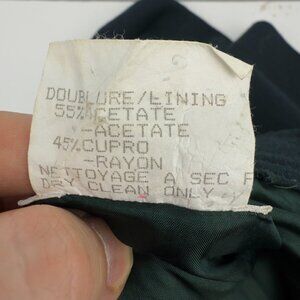 DOUBLURE/LINING
55%ACETATE
-ACETATE
45%CUPRO
-RAYON
NETTOYAGE A SEC
DRY CLEAN ONLY